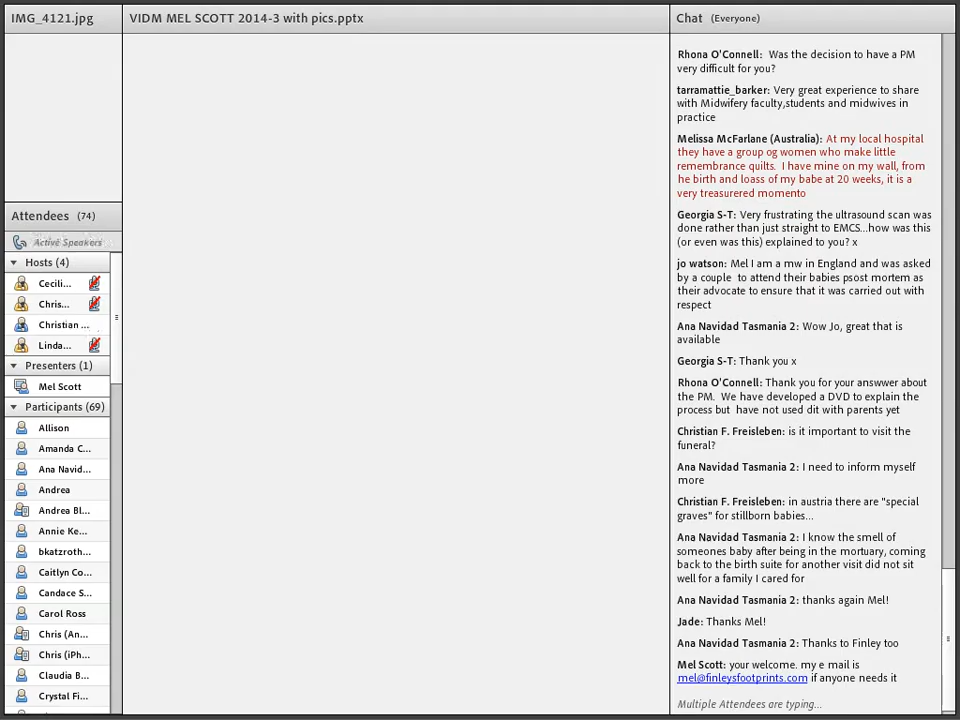 IMG_4121.jpg
VIDM MEL SCOTT 2014-3 with pics.pptx
Chat (Everyone)
Attendees (74)
Active Speakers
Hosts (4)
Cecili...
Chris...
Christian ...
Linda...
Presenters (1)
Mel Scott
Participants (69)
Allison
Amanda C...
Ana Navid...
Andrea
Andrea Bl...
Annie Ke...
bkatzroth...
Caitlyn Co...
Candace S...
Carol Ross
Chris (An...
Chris (iPh...
Claudia B...
Crystal Fi...
Rhona O'Connell: Was the decision to have a PM
very difficult for you?
tarramattie_barker: Very great experience to share
with Midwifery faculty,students and midwives in
practice
Melissa McFarlane (Australia): At my local hospital
they have a group og women who make little
remembrance quilts. I have mine on my wall, from
he birth and loass of my babe at 20 weeks, it is a
very treasurered momento
Georgia S-T: Very frustrating the ultrasound scan was
done rather than just straight to EMCS...how was this
(or even was this) explained to you? x
jo watson: Mel I am a mw in England and was asked
by a couple to attend their babies psost mortem as
their advocate to ensure that it was carried out with
respect
Ana Navidad Tasmania 2: Wow Jo, great that is
available
Georgia S-T: Thank you x
Rhona O'Connell: Thank you for your answwer about
the PM. We have developed a DVD to explain the
process but have not used dit with parents yet
Christian F. Freisleben: is it important to visit the
funeral?
Ana Navidad Tasmania 2: I need to inform myself
more
Christian F. Freisleben: in austria there are "special
graves" for stillborn babies...
Ana Navidad Tasmania 2: I know the smell of
someones baby after being in the mortuary, coming
back to the birth suite for another visit did not sit
well for a family I cared for
Ana Navidad Tasmania 2: thanks again Mel!
Jade: Thanks Mel!
Ana Navidad Tasmania 2: Thanks to Finley too
Mel Scott: your welcome. my e mail is
mel@finleysfootprints.com if anyone needs it
Multiple Attendees are typing...